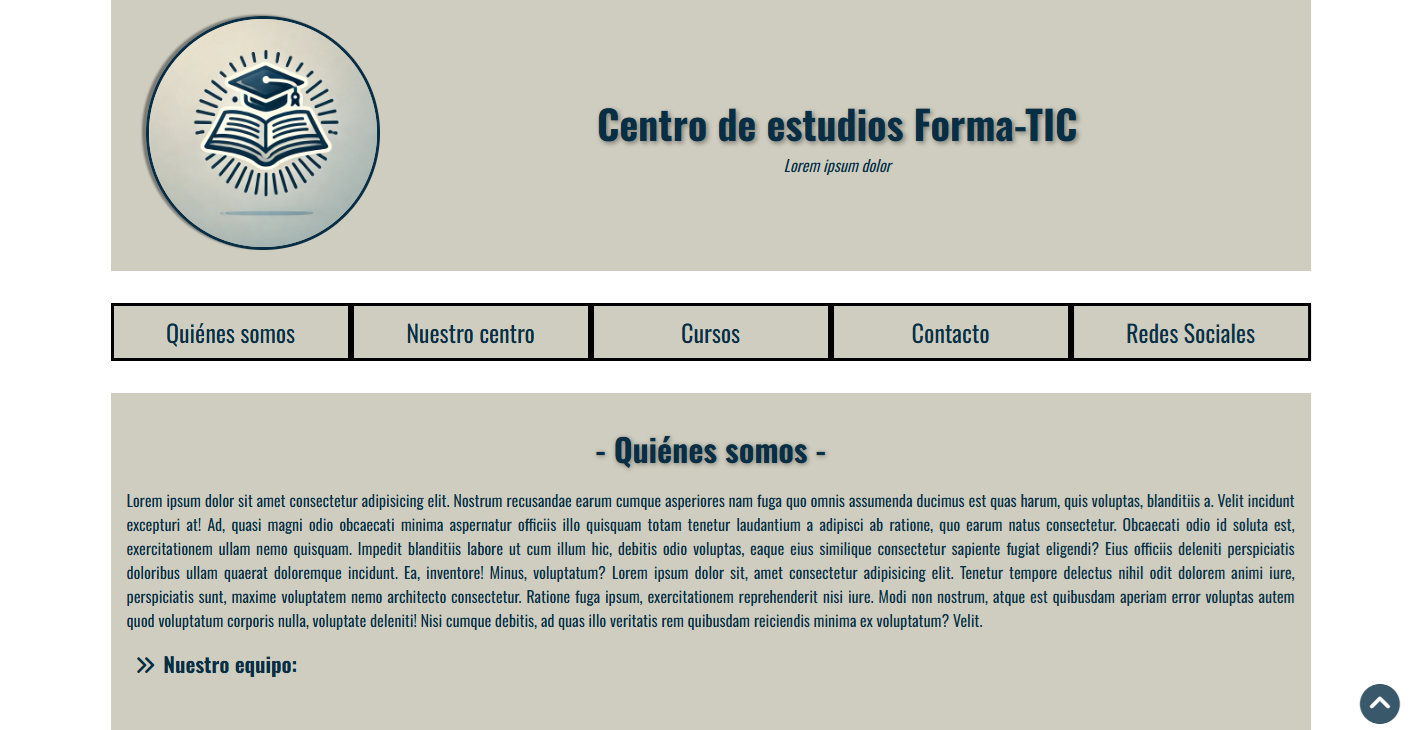 Centro de estudios Forma-TIC
Lorem ipsum dolor
Quiénes somos
Nuestro centro
Cursos
Contacto
Redes Sociales
- Quiénes somos -
Lorem ipsum dolor sit amet consectetur adipisicing elit. Nostrum recusandae earum cumque asperiores nam fuga quo omnis assumenda ducimus est quas harum, quis voluptas, blanditiis a. Velit incidunt
excepturi at! Ad, quasi magni odio obcaecati minima aspernatur officiis illo quisquam totam tenetur laudantium a adipisci ab ratione, quo earum natus consectetur. Obcaecati odio id soluta est,
exercitationem ullam nemo quisquam. Impedit blanditiis labore ut cum illum hic, debitis odio voluptas, eaque eius similique consectetur sapiente fugiat eligendi? Eius officiis deleniti perspiciatis
doloribus ullam quaerat doloremque incidunt. Ea, inventore! Minus, voluptatum? Lorem ipsum dolor sit, amet consectetur adipisicing elit. Tenetur tempore delectus nihil odit dolorem animi iure,
perspiciatis sunt, maxime voluptatem nemo architecto consectetur. Ratione fuga ipsum, exercitationem reprehenderit nisi iure. Modi non nostrum, atque est quibusdam aperiam error voluptas autem
quod voluptatum corporis nulla, voluptate deleniti! Nisi cumque debitis, ad quas illo veritatis rem quibusdam reiciendis minima ex voluptatum? Velit.
Nuestro equipo: